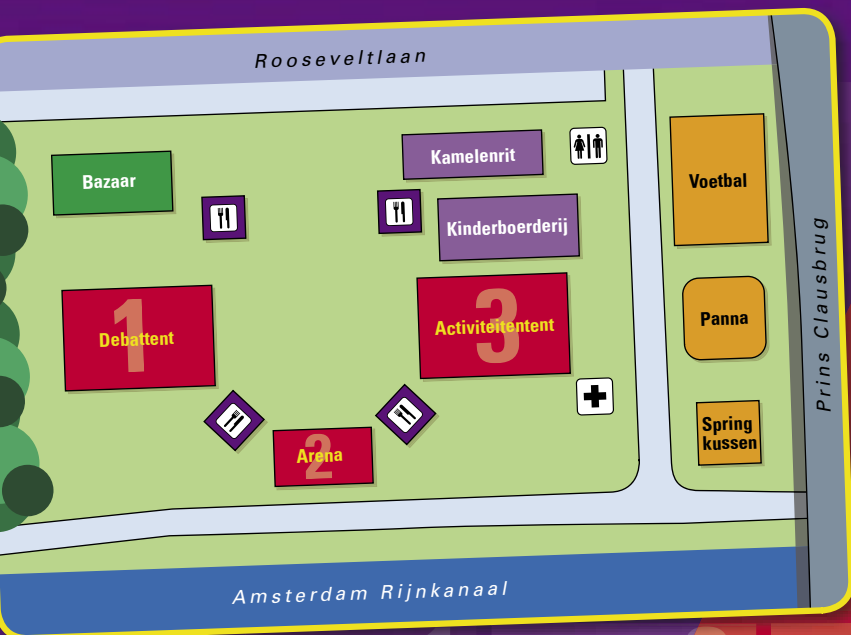 Rooseveltlaan
Kamelenrit
Bazaar
Voetbal
Kinderboerderij
Prins Clausbrug
1
Debattent
3
Activiteitentent
Panna
2
Arena
Spring
kussen
Amsterdam Rijnkanaal